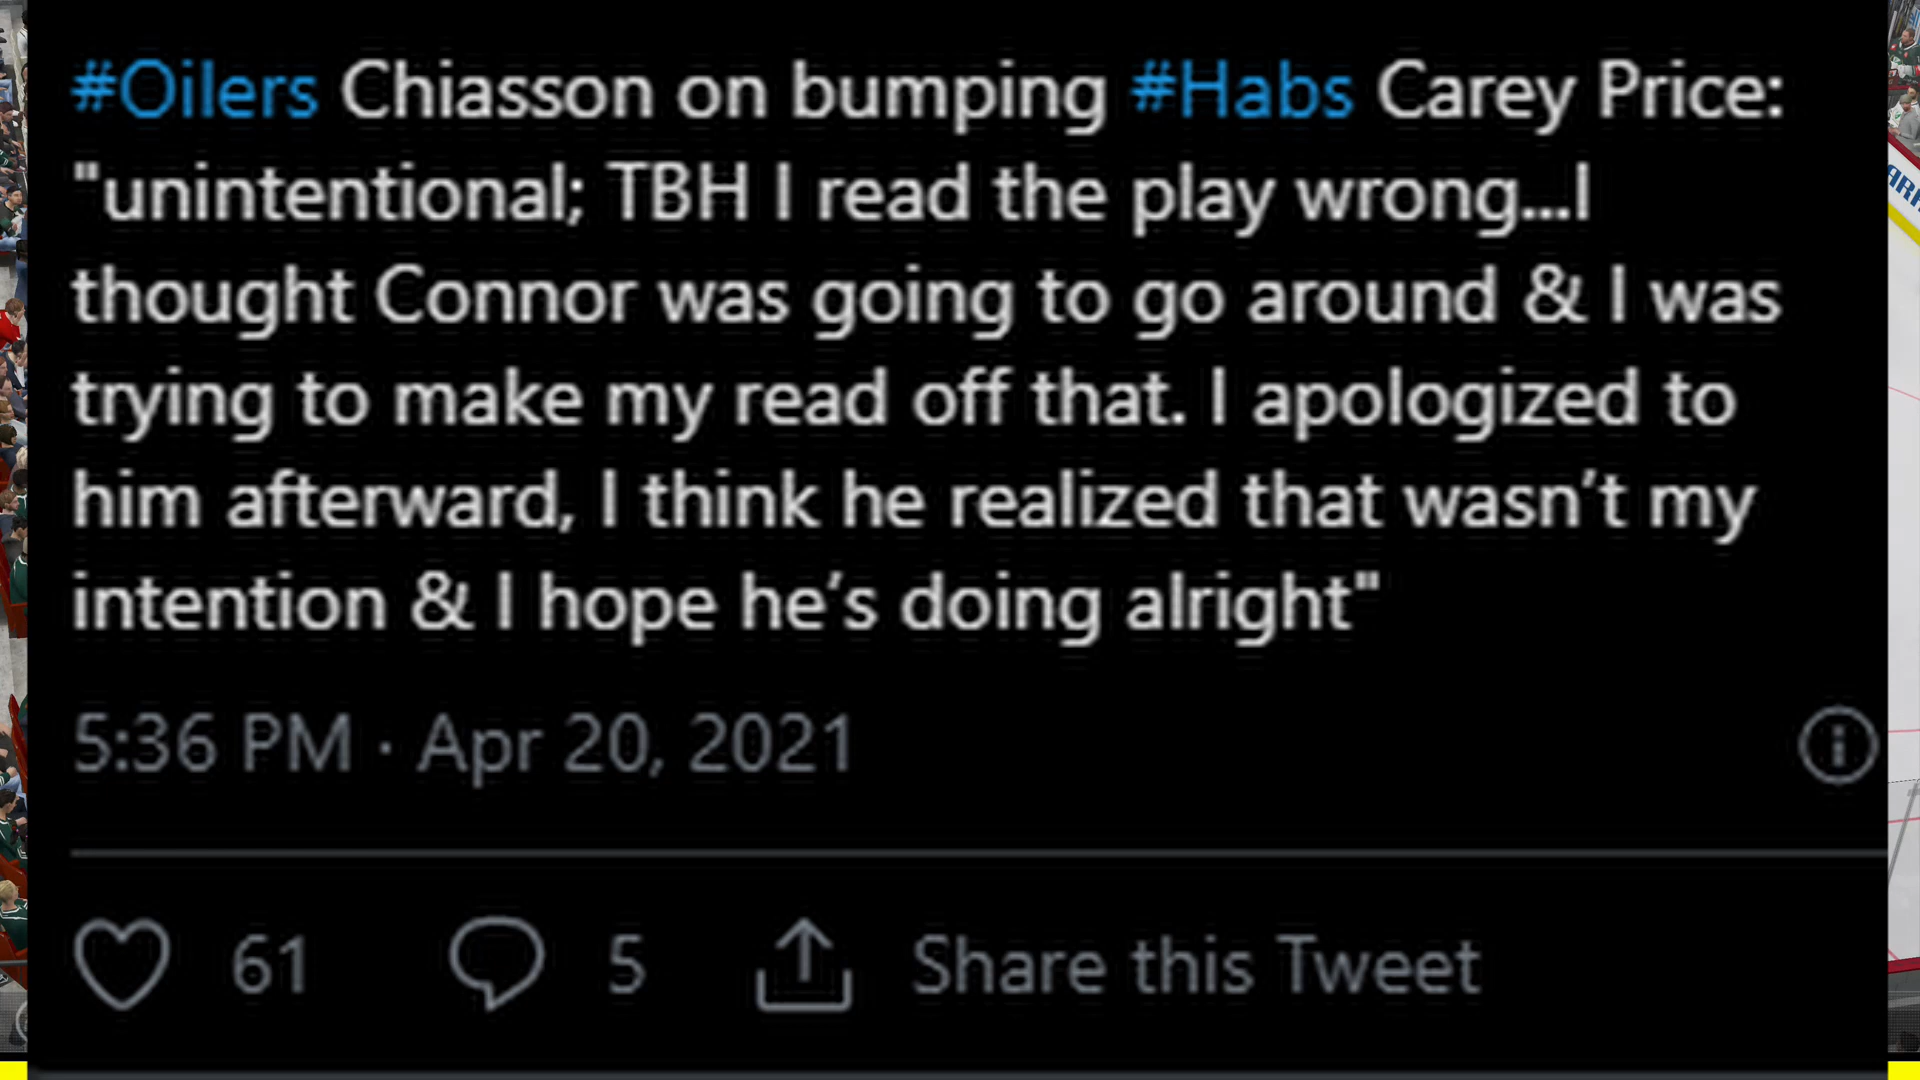 #Oilers Chiasson on bumping #Habs Carey Price:
"unintentional; TBH I read the play wrong...I
thought Connor was going to go around & I was
trying to make my read off that. I apologized to
him afterward, I think he realized that wasn’t my
intention & I hope he’s doing alright"
5:36 PM · Apr 20, 2021
61 5 Share this Tweet